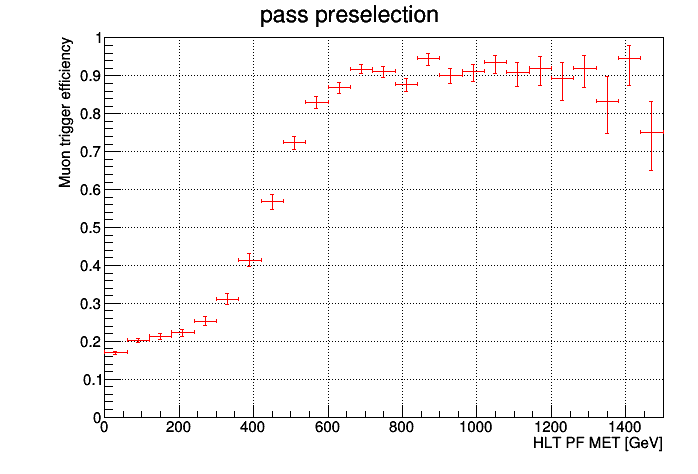 pass preselection
Muon trigger efficiency
1
0.9
0.8
0.7
0.6
0.5
0.4
0.3
0.2
0.1
0
0 200 400 600 800 1000 1200 1400
HLT PF MET [GeV]